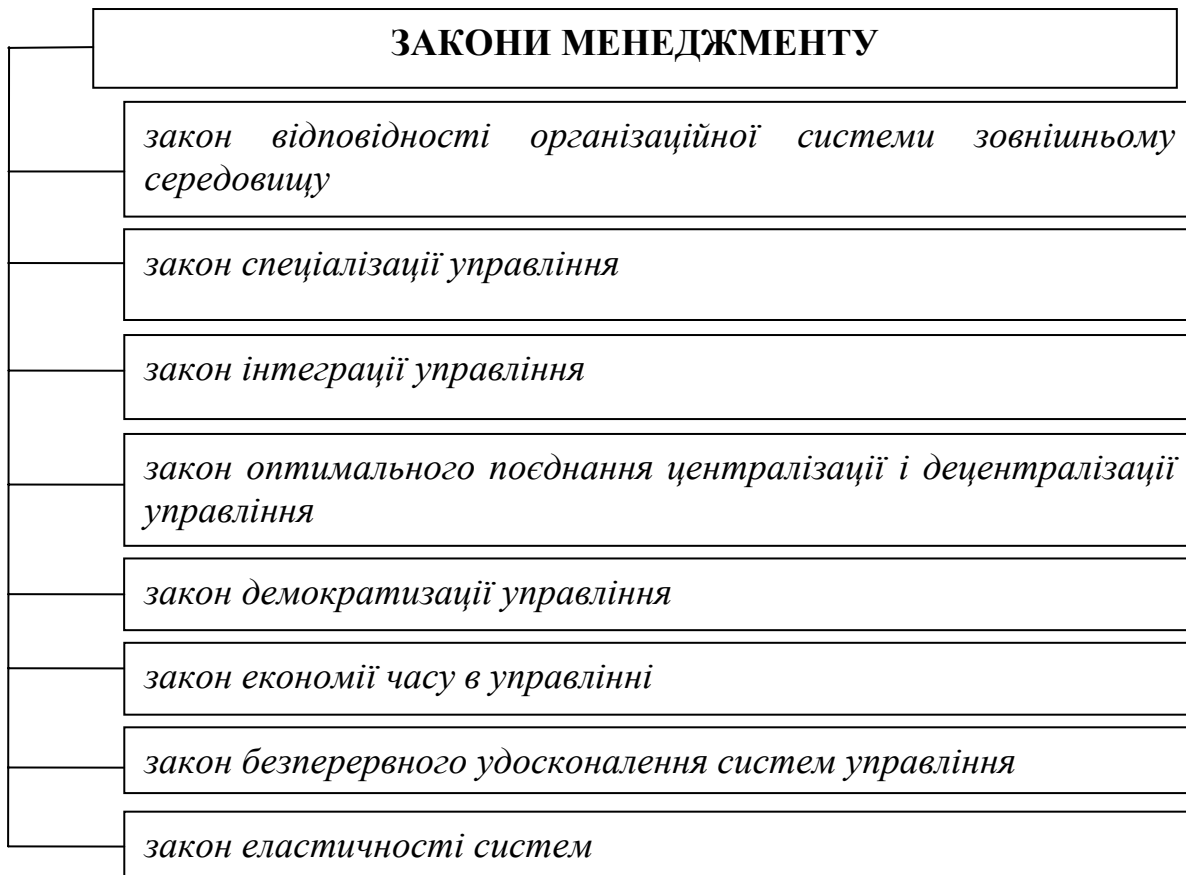 ЗАКОНИ МЕНЕДЖМЕНТУ
закон відповідності організаційної системи зовнішньому
середовищу
закон спеціалізації управління
закон інтеграції управління
закон оптимального поєднання централізації і децентралізації
управління
закон демократизації управління
закон економії часу в управлінні
закон безперервного удосконалення систем управління
закон еластичності систем